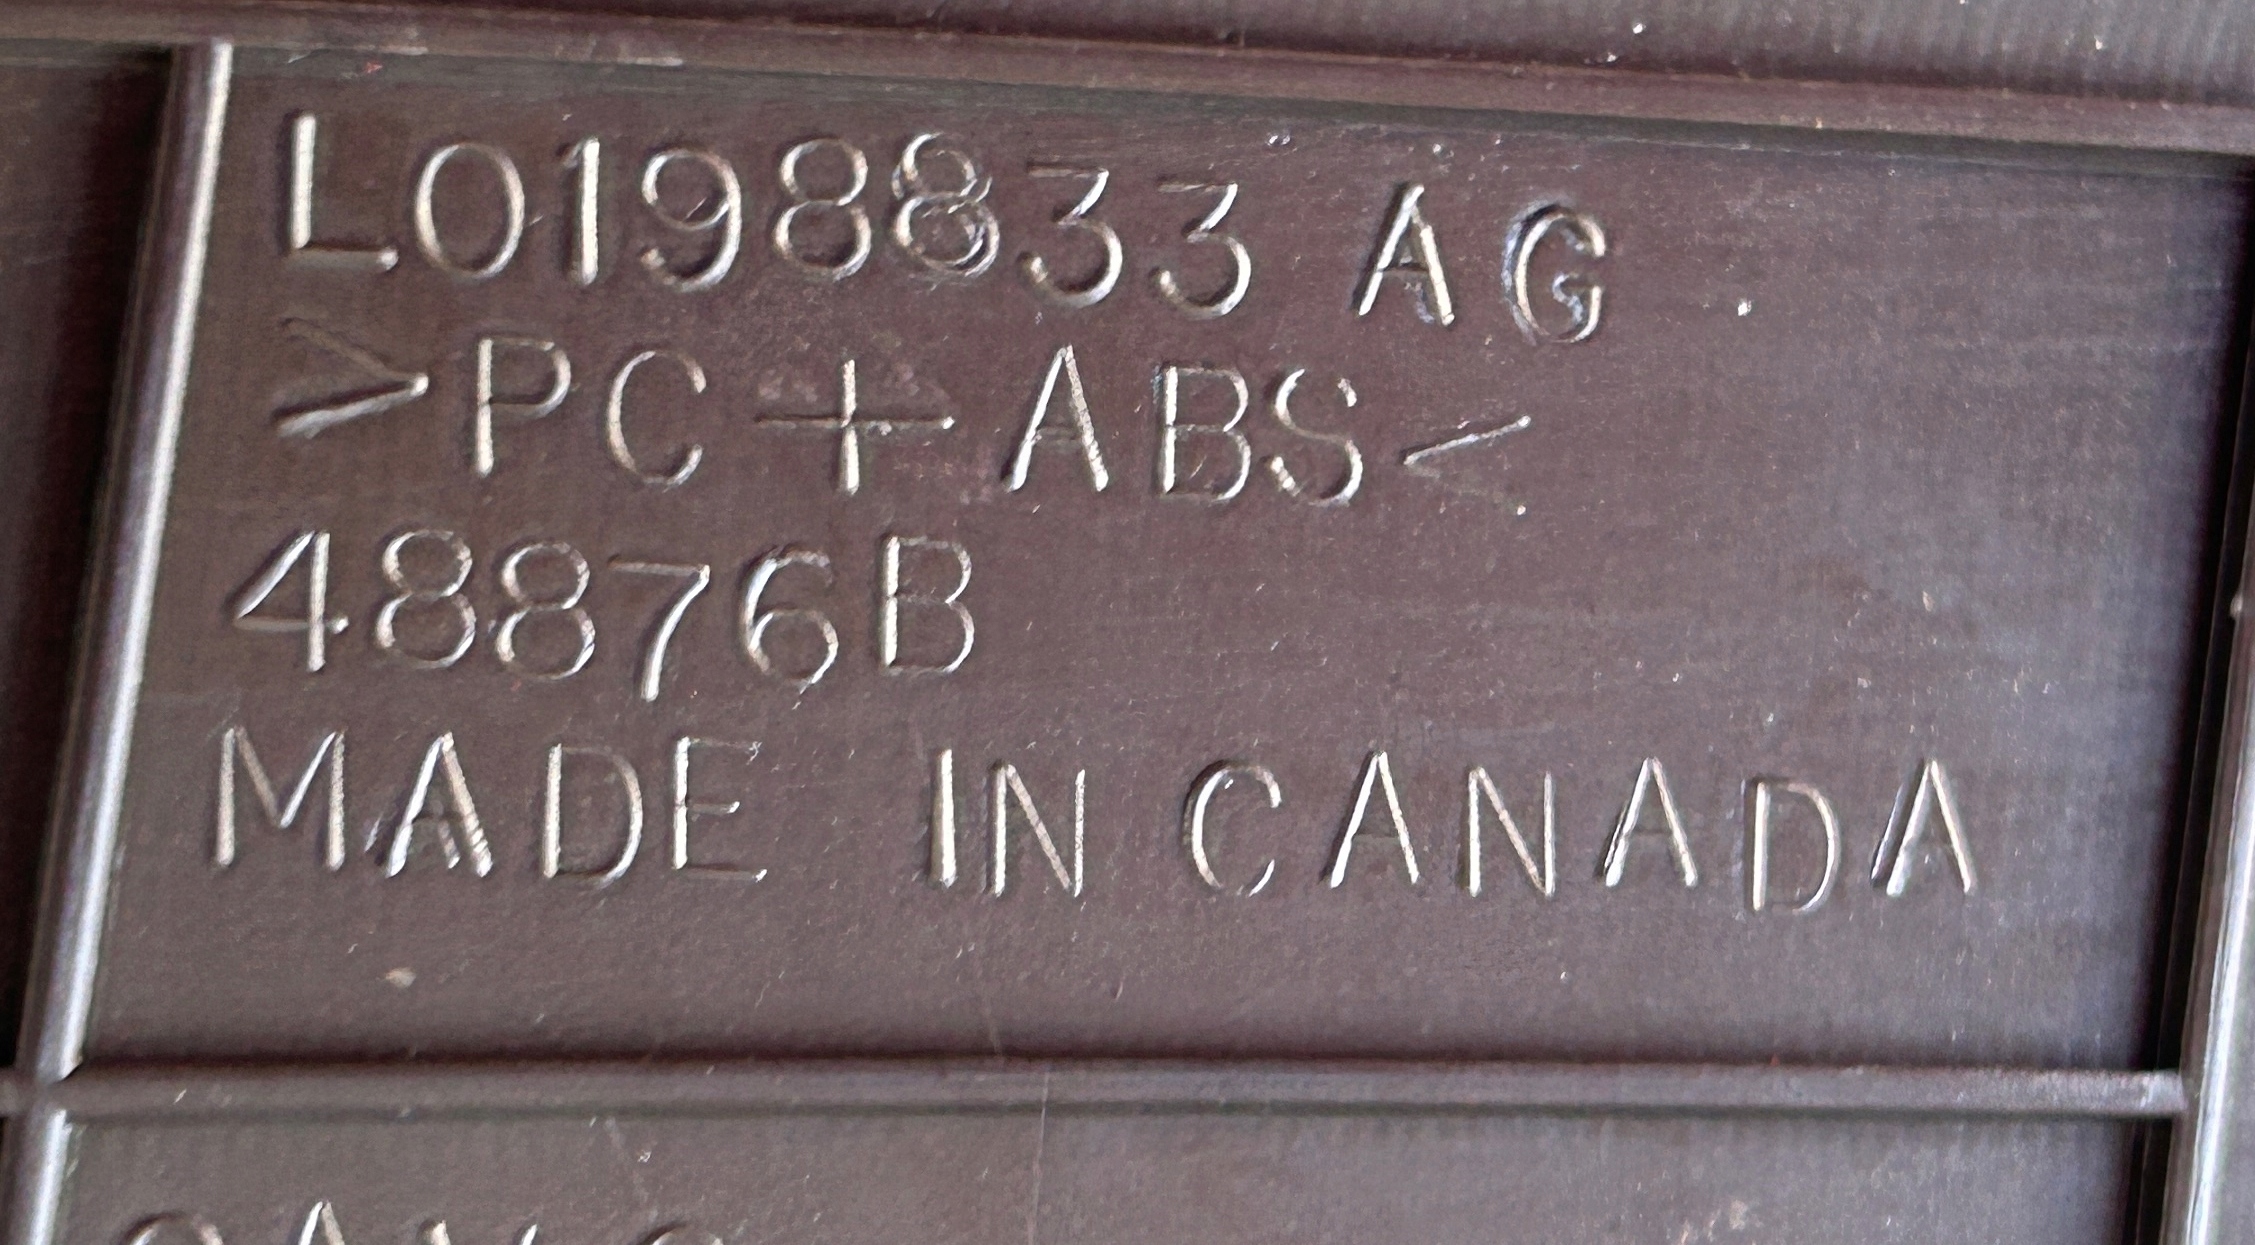 L0198833 AG
>PC+ABS<
48876B
MADE IN CANADA